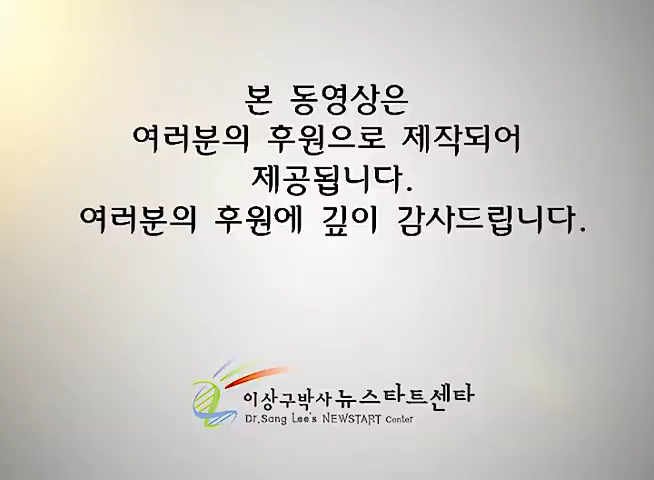 본 동영상은
여러분의 후원으로 제작되어
제공됩니다.
여러분의 후원에 깊이 감사드립니다.
이상구박사 뉴스타트센타
Dr.Sang Lee's NEWSTART Center